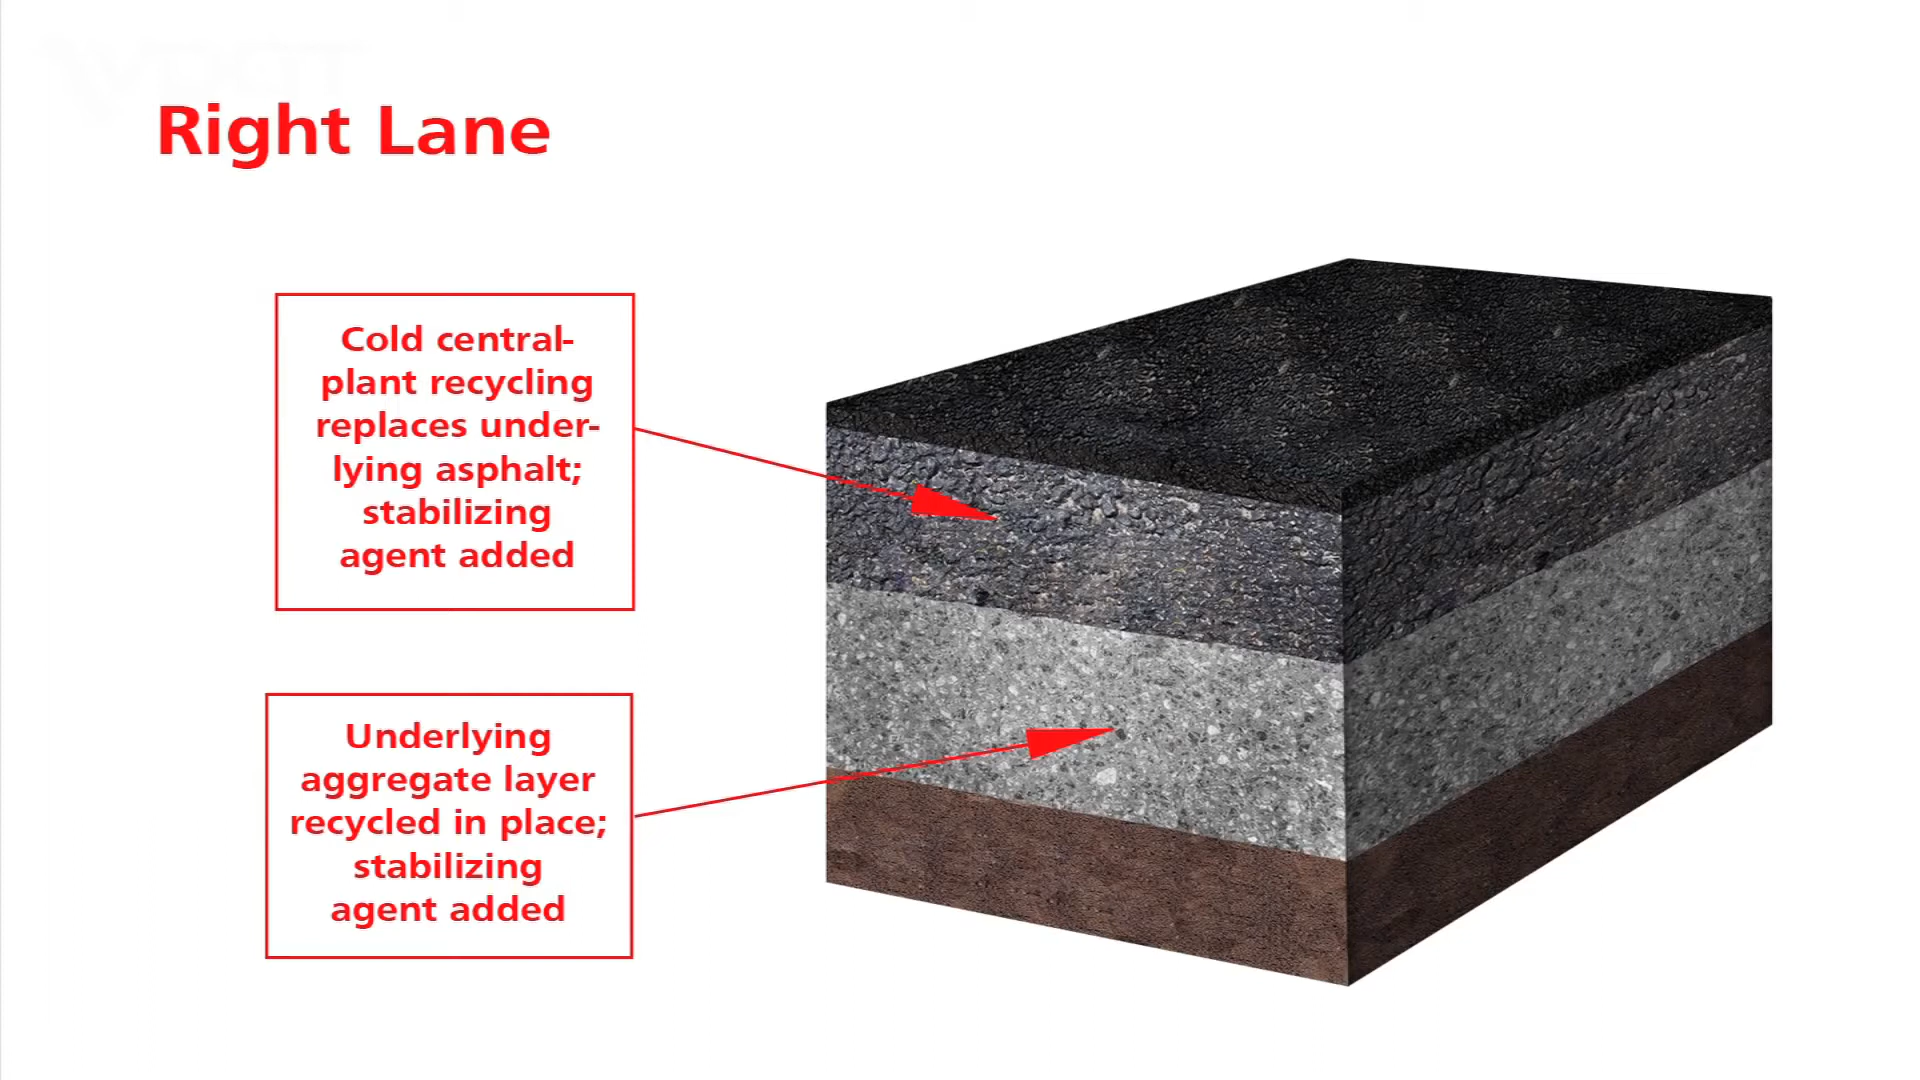 Right Lane
Cold central-
plant recycling
replaces under-
lying asphalt;
stabilizing
agent added
Underlying
aggregate layer
recycled in place;
stabilizing
agent added